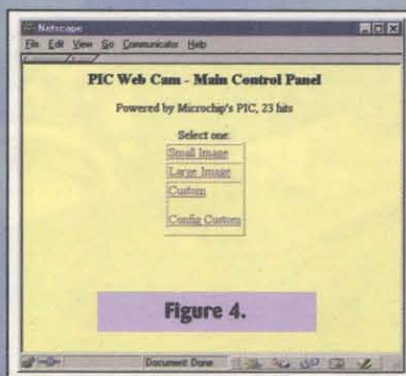 Netscape
File Edit View Go Communicator Help
PIC Web Cam - Main Control Panel
Powered by Microchip's PIC, 23 hits
Select one:
Small Image
Large Image
Custom
Config Custom
Figure 4.
Document Done